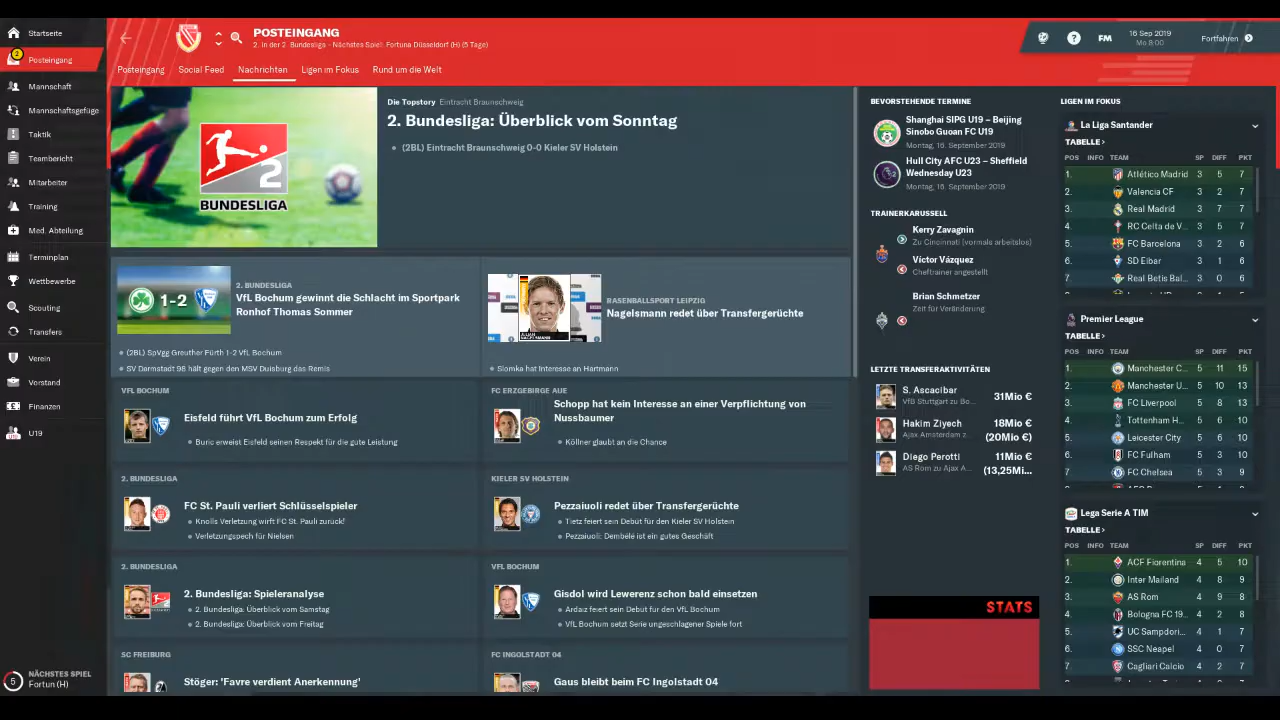 Startseite
2
Posteingang
Mannschaft
Mannschaftsgefüge
Taktik
Teambericht
Mitarbeiter
Training
Med. Abteilung
Terminplan
Wettbewerbe
Scouting
Transfers
Verein
Vorstand
Finanzen
U19
NÄCHSTES SPIEL
5
Fortun (H)
POSTEINGANG
2. in der 2. Bundesliga - Nächstes Spiel: Fortuna Düsseldorf (H) (5 Tage)
Posteingang
Social Feed
Nachrichten
Ligen im Fokus
Rund um die Welt
?
FM
16 Sep 2019
Mo 8:00
Fortfahren
2
BUNDESLIGA
Die Topstory Eintracht Braunschweig
2. Bundesliga: Überblick vom Sonntag
(2BL) Eintracht Braunschweig 0-0 Kieler SV Holstein
1-2
2. BUNDESLIGA
VfL Bochum gewinnt die Schlacht im Sportpark
Ronhof Thomas Sommer
(2BL) SpVgg Greuther Fürth 1-2 VfL Bochum
SV Darmstadt 98 hält gegen den MSV Duisburg das Remis
RASENBALLSPORT LEIPZIG
Nagelsmann redet über Transfergerüchte
Slomka hat Interesse an Hartmann
VFL BOCHUM
Eisfeld führt VfL Bochum zum Erfolg
Buric erweist Eisfeld seinen Respekt für die gute Leistung
FC ERZGEBIRGE AUE
Schopp hat kein Interesse an einer Verpflichtung von
Nussbaumer
Köllner glaubt an die Chance
2. BUNDESLIGA
FC St. Pauli verliert Schlüsselspieler
Knolls Verletzung wirft FC St. Pauli zurück!
Verletzungspech für Nielsen
KIELER SV HOLSTEIN
Pezzaiuoli redet über Transfergerüchte
Tietz feiert sein Debüt für den Kieler SV Holstein
Pezzaiuoli: Dembélé ist ein gutes Geschäft
2. BUNDESLIGA
2. Bundesliga: Spieleranalyse
2. Bundesliga: Überblick vom Samstag
2. Bundesliga: Überblick vom Freitag
VFL BOCHUM
Gisdol wird Lewerenz schon bald einsetzen
Ardaiz feiert sein Debüt für den VfL Bochum
VfL Bochum setzt Serie ungeschlagener Spiele fort
SC FREIBURG
Stöger: 'Favre verdient Anerkennung'
FC INGOLSTADT 04
Gaus bleibt beim FC Ingolstadt 04
BEVORSTEHENDE TERMINE
Shanghai SIPG U19 – Beijing
Sinobo Guoan FC U19
Montag, 16. September 2019
Hull City AFC U23 – Sheffield
Wednesday U23
Montag, 16. September 2019
TRAINERKARUSSELL
Kerry Zavagnin
Zu Cincinnati (vormals arbeitslos)
Víctor Vázquez
Cheftrainer angestellt
Brian Schmetzer
Zeit für Veränderung
LETZTE TRANSFERAKTIVITÄTEN
S. Ascacibar
VfB Stuttgart zu Bo...
31Mio €
Hakim Ziyech
Ajax Amsterdam z...
18Mio €
(20Mio €)
Diego Perotti
AS Rom zu Ajax A...
11Mio €
(13,25Mi...
STATS
LIGEN IM FOKUS
La Liga Santander
TABELLE ›
POS INFO TEAM SP DIFF PKT
1. Atlético Madrid 3 5 7
2. Valencia CF 3 2 7
3. Real Madrid 3 7 7
4. RC Celta de V... 3 3 7
5. FC Barcelona 3 2 6
6. SD Eibar 3 1 6
7. Real Betis Bal... 3 1 6
Premier League
TABELLE ›
POS INFO TEAM SP DIFF PKT
1. Manchester C... 5 11 15
2. Manchester U... 5 10 13
3. FC Liverpool 5 8 13
4. Tottenham H... 5 6 10
5. Leicester City 5 6 10
6. FC Fulham 5 3 10
7. FC Chelsea 5 3 9
Lega Serie A TIM
TABELLE ›
POS INFO TEAM SP DIFF PKT
1. ACF Fiorentina 4 5 10
2. Inter Mailand 4 8 9
3. AS Rom 4 9 8
4. Bologna FC 19... 4 2 8
5. UC Sampdori... 4 1 7
6. SSC Neapel 4 0 7
7. Cagliari Calcio 4 2 7